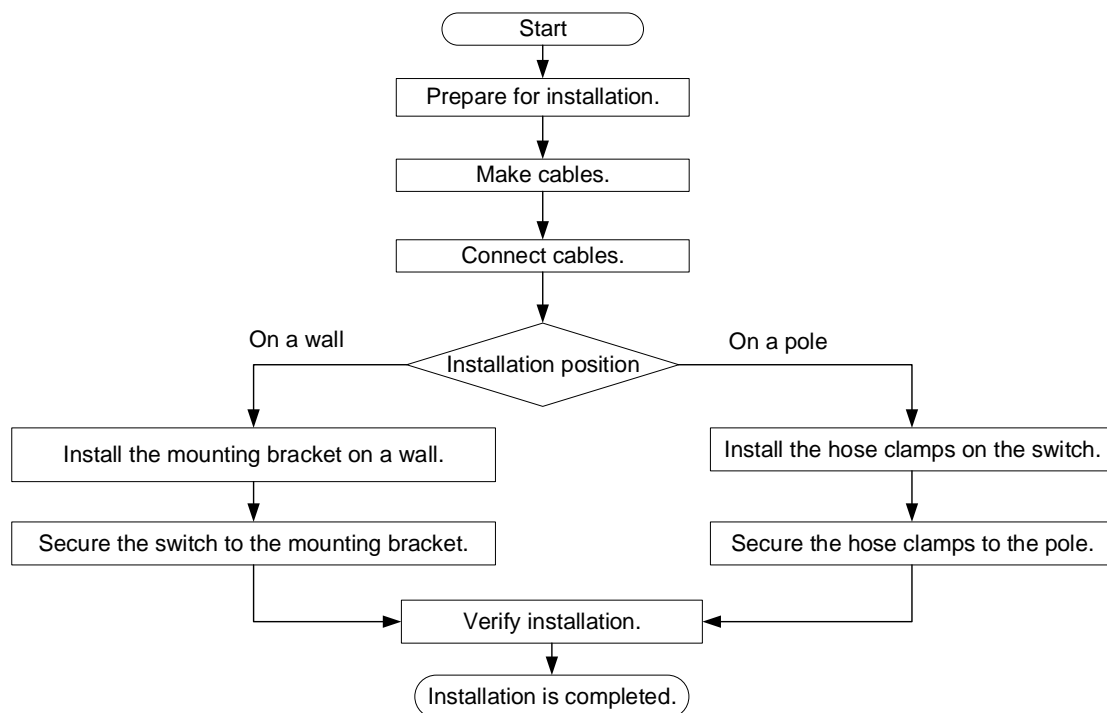 Start
Prepare for installation.
Make cables.
Connect cables.
On a wall
On a pole
Installation position
Install the mounting bracket on a wall.
Install the hose clamps on the switch.
Secure the switch to the mounting bracket.
Secure the hose clamps to the pole.
Verify installation.
Installation is completed.